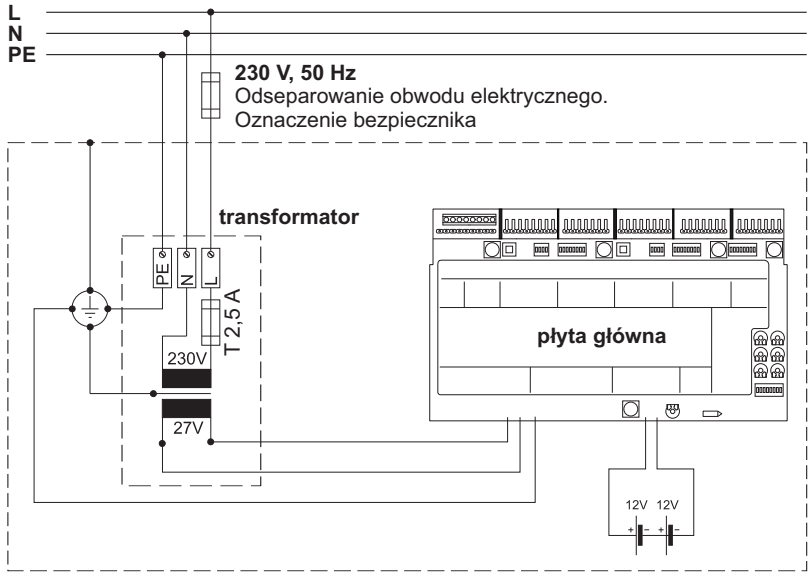 L
N
PE
230 V, 50 Hz
Odseparowanie obwodu elektrycznego.
Oznaczenie bezpiecznika
transformator
PE
N
L
T 2,5 A
230V
27V
płyta główna
12V 12V
+ - + -